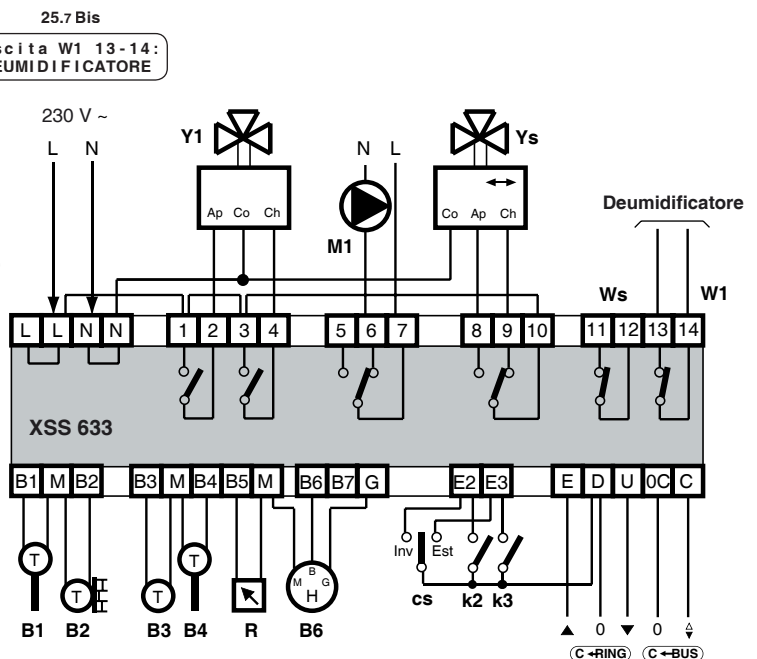 25.7 Bis
scita W1 13-14:
EUMIDIFICATORE
230 V ~
L N
Y1
N L
Ys
Ap Co Ch
Co Ap Ch
M1
Deumidificatore
Ws W1
L L N N 1 2 3 4 5 6 7 8 9 10 11 12 13 14
XSS 633
B1 M B2 B3 M B4 B5 M B6 B7 G E2 E3 E D U 0C C
Inv Est
T T T T
M B G
H
cs k2 k3
B1 B2 B3 B4 R B6
0 0
C RING C BUS